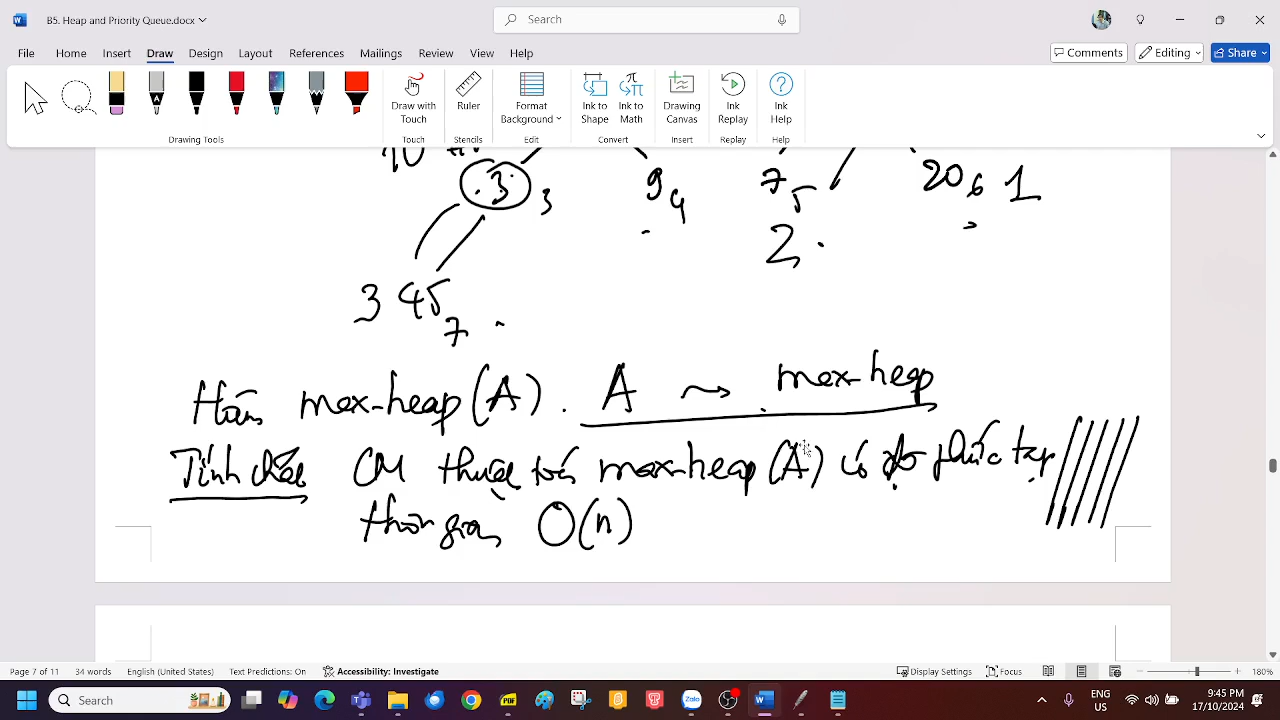 B5. Heap and Priority Queue.docx
Search
File Home Insert Draw Design Layout References Mailings Review View Help
Comments Editing Share
Draw with Touch
Ruler
Format Background
Ink to Shape
Ink to Math
Drawing Canvas
Ink Replay
Ink Help
Drawing Tools Touch Stencils Edit Convert Insert Replay Help
10
3 3 9 4 7 5 20 6 1
2
3 45 7
Hàm max-heap(A). A max-heap
Tính chất CM thuật toán max-heap(A) có độ phức tạp
thời gian O(n)
Page 7 of 11 34 words English (United States) Text Predictions: On Accessibility: Investigate Display Settings Focus 180%
Search ENG US 9:45 PM 17/10/2024